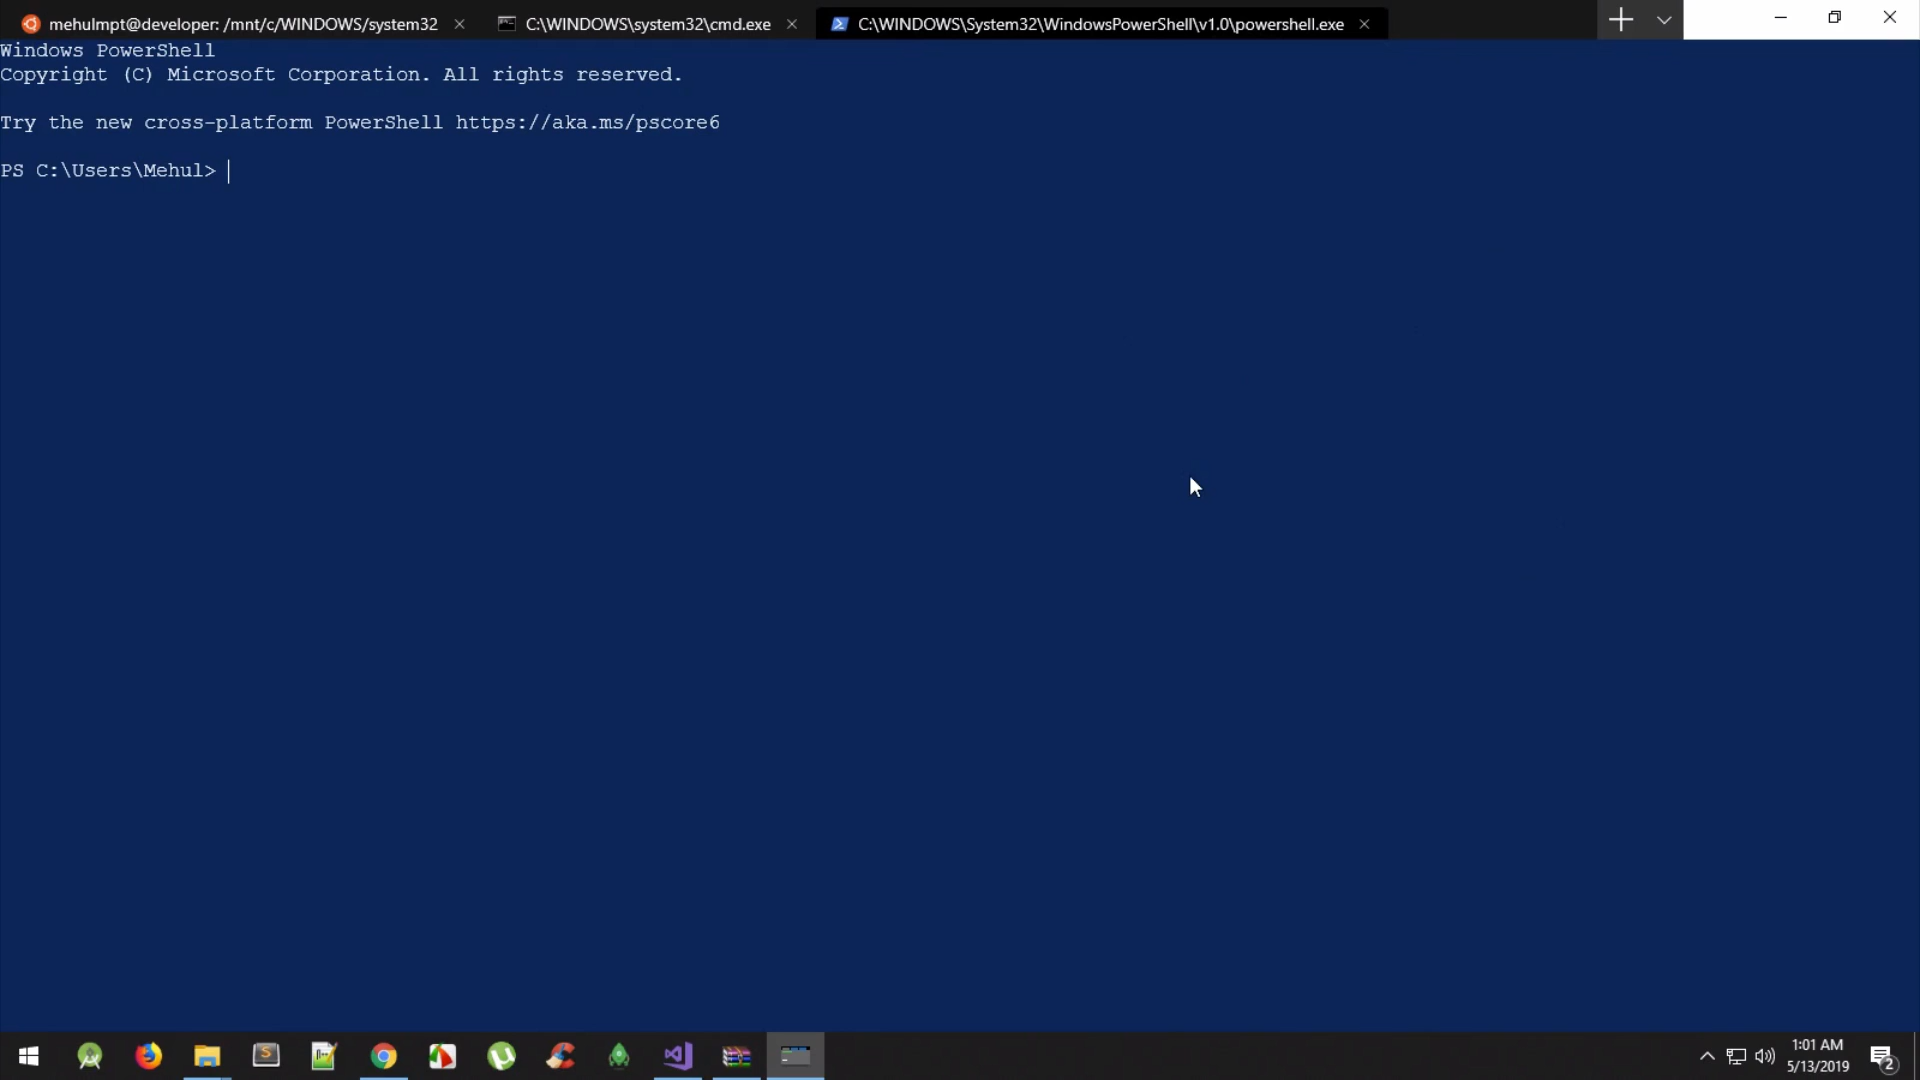 mehulmpt@developer: /mnt/c/WINDOWS/system32
C:\WINDOWS\system32\cmd.exe
C:\WINDOWS\System32\WindowsPowerShell\v1.0\powershell.exe
Windows PowerShell
Copyright (C) Microsoft Corporation. All rights reserved.
Try the new cross-platform PowerShell https://aka.ms/pscore6
PS C:\Users\Mehul>
1:01 AM
5/13/2019
2